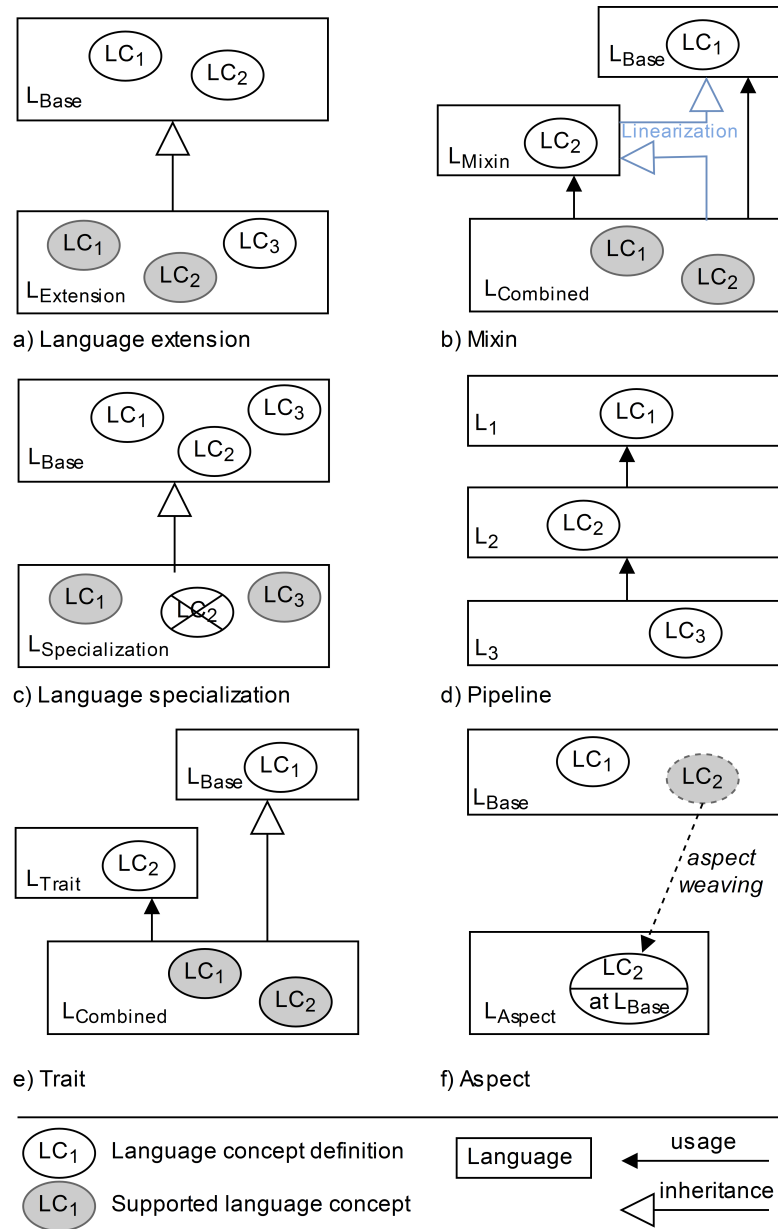 LC1
LC2
LBase
LC1
LC2
LC3
LExtension
a) Language extension
LC1
LBase
Linearization
LC2
LMixin
LC1
LC2
LCombined
b) Mixin
LC1
LC3
LC2
LBase
LC1
LC2
LC3
LSpecialization
c) Language specialization
L1
LC1
LC2
L2
LC3
L3
d) Pipeline
LC1
LBase
LC2
LTrait
LC1
LC2
LCombined
e) Trait
LC1
LC2
LBase
aspect
weaving
LC2
at LBase
LAspect
f) Aspect
LC1 Language concept definition
LC1 Supported language concept
Language
usage
inheritance